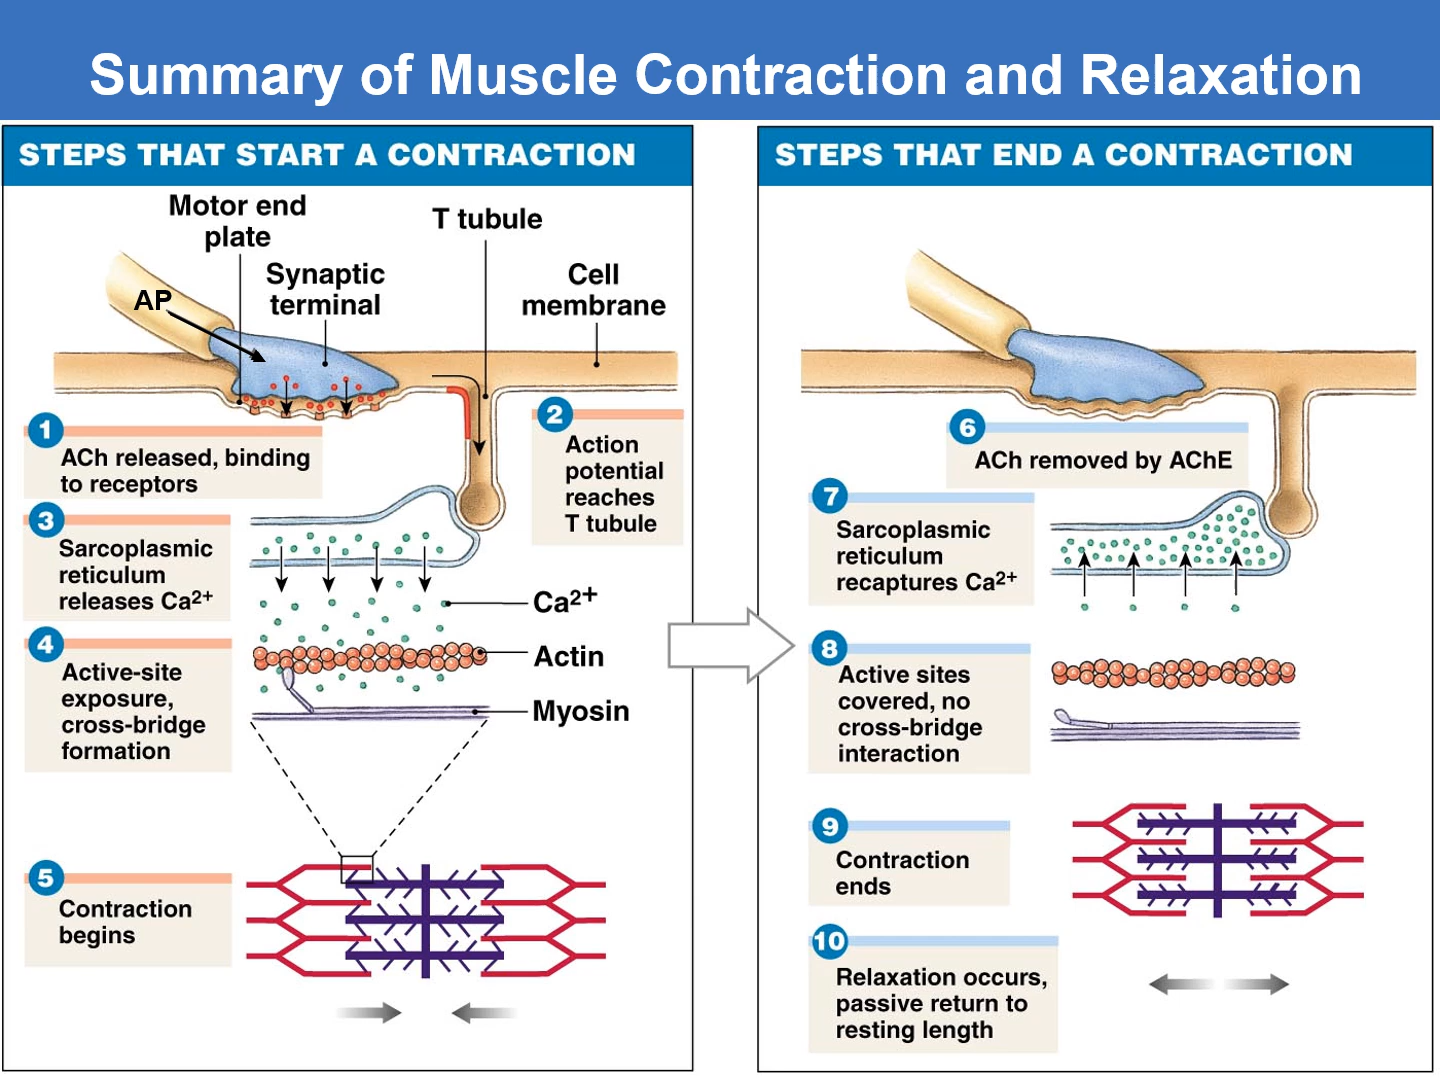 Summary of Muscle Contraction and Relaxation
STEPS THAT START A CONTRACTION
Motor end
plate
T tubule
Synaptic
terminal
Cell
membrane
AP
1
ACh released, binding
to receptors
2
Action
potential
reaches
T tubule
3
Sarcoplasmic
reticulum
releases Ca2+
Ca2+
4
Active-site
exposure,
cross-bridge
formation
Actin
Myosin
5
Contraction
begins
STEPS THAT END A CONTRACTION
6
ACh removed by AChE
7
Sarcoplasmic
reticulum
recaptures Ca2+
8
Active sites
covered, no
cross-bridge
interaction
9
Contraction
ends
10
Relaxation occurs,
passive return to
resting length